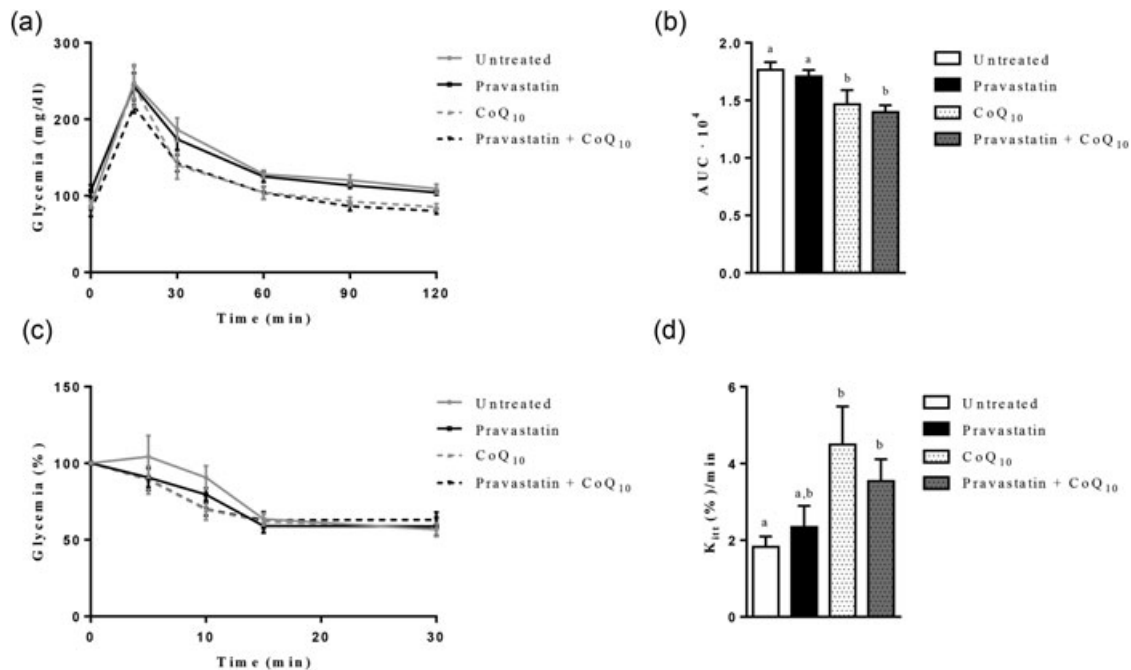 (a)
Glycemia (mg/dl)
300
200
100
0
0 30 60 90 120
Time (min)
Untreated
Pravastatin
CoQ₁₀
Pravastatin + CoQ₁₀
(b)
AUC · 10⁴
2.0
1.5
1.0
1.5
0.0
a a b b
Untreated
Pravastatin
CoQ₁₀
Pravastatin + CoQ₁₀
(c)
Glycemia (%)
150
100
50
0
0 10 20 30
Time (min)
Untreated
Pravastatin
CoQ₁₀
Pravastatin + CoQ₁₀
(d)
Kᵢₜₜ (%)/min
6
4
2
0
a a,b b b
Untreated
Pravastatin
CoQ₁₀
Pravastatin + CoQ₁₀